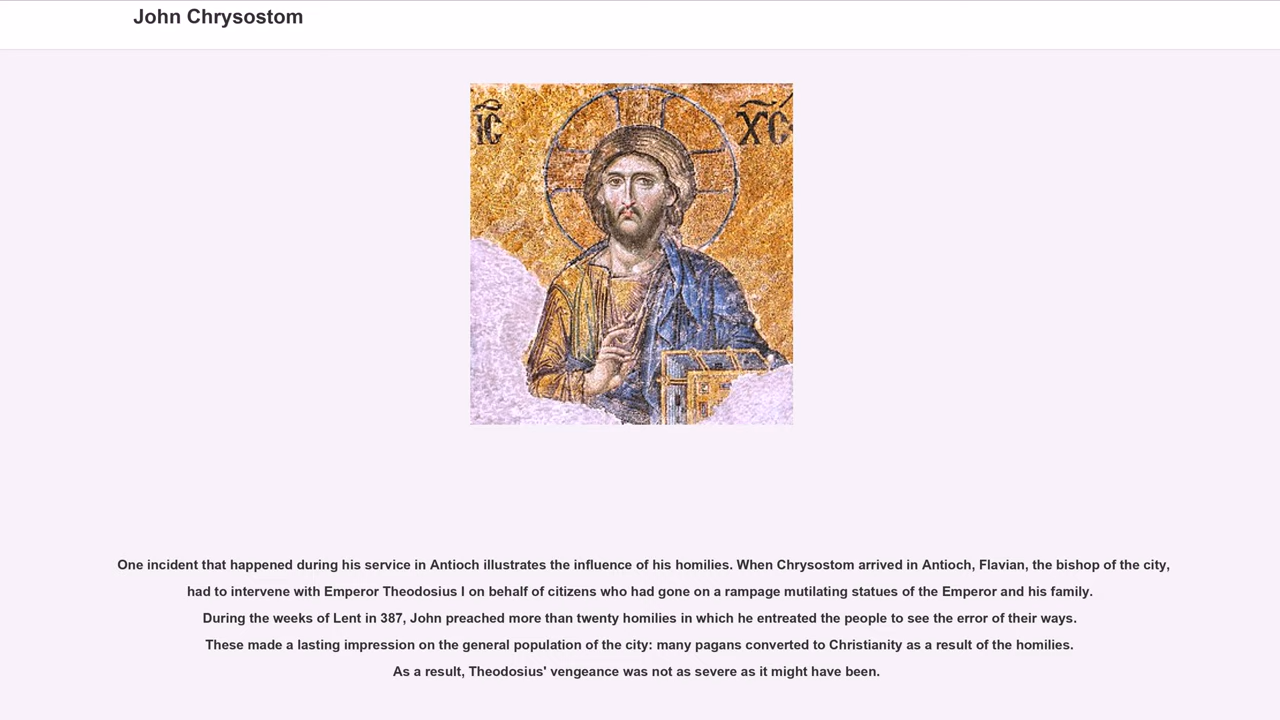 John Chrysostom
IC XC
One incident that happened during his service in Antioch illustrates the influence of his homilies. When Chrysostom arrived in Antioch, Flavian, the bishop of the city,
had to intervene with Emperor Theodosius I on behalf of citizens who had gone on a rampage mutilating statues of the Emperor and his family.
During the weeks of Lent in 387, John preached more than twenty homilies in which he entreated the people to see the error of their ways.
These made a lasting impression on the general population of the city: many pagans converted to Christianity as a result of the homilies.
As a result, Theodosius' vengeance was not as severe as it might have been.